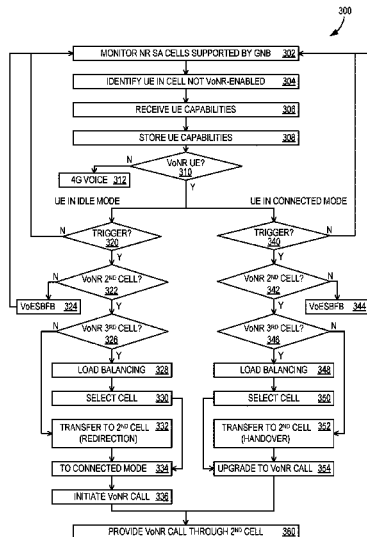 300
MONITOR NR SA CELLS SUPPORTED BY GNB 302
IDENTIFY UE IN CELL NOT VoNR-ENABLED 304
RECEIVE UE CAPABILITIES 306
STORE UE CAPABILITIES 308
VoNR UE? 310
N
Y
4G VOICE 312
UE IN IDLE MODE
UE IN CONNECTED MODE
N
TRIGGER? 320
Y
TRIGGER? 340
N
Y
N
VoNR 2ND CELL? 322
Y
VoESBFB 324
VoNR 2ND CELL? 342
N
Y
VoESBFB 344
N
VoNR 3RD CELL? 326
Y
VoNR 3RD CELL? 346
N
Y
LOAD BALANCING 328
LOAD BALANCING 348
SELECT CELL 330
SELECT CELL 350
TRANSFER TO 2ND CELL 332
(REDIRECTION)
TRANSFER TO 2ND CELL 352
(HANDOVER)
TO CONNECTED MODE 334
UPGRADE TO VoNR CALL 354
INITIATE VoNR CALL 336
PROVIDE VoNR CALL THROUGH 2ND CELL 360